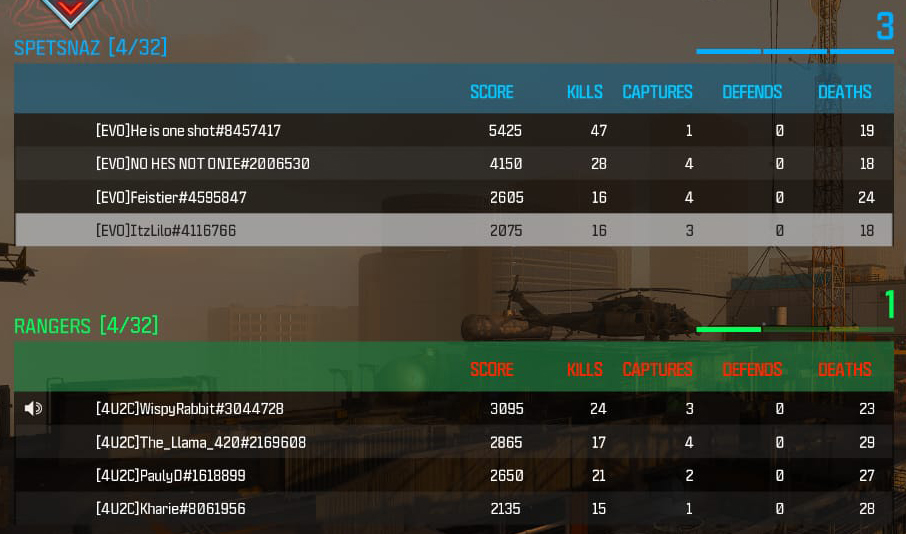 3
SPETSNAZ [4/32]
SCORE KILLS CAPTURES DEFENDS DEATHS
[EVO]He is one shot#8457417 5425 47 1 0 19
[EVO]NO HES NOT ONIE#2006530 4150 28 4 0 18
[EVO]Feistier#4595847 2605 16 4 0 24
[EVO]ItzLilo#4116766 2075 16 3 0 18
1
RANGERS [4/32]
SCORE KILLS CAPTURES DEFENDS DEATHS
[4U2C]WispyRabbit#3044728 3095 24 3 0 23
[4U2C]The_Llama_420#2169608 2865 17 4 0 29
[4U2C]PaulyD#1618899 2650 21 2 0 27
[4U2C]Kharie#8061956 2135 15 1 0 28